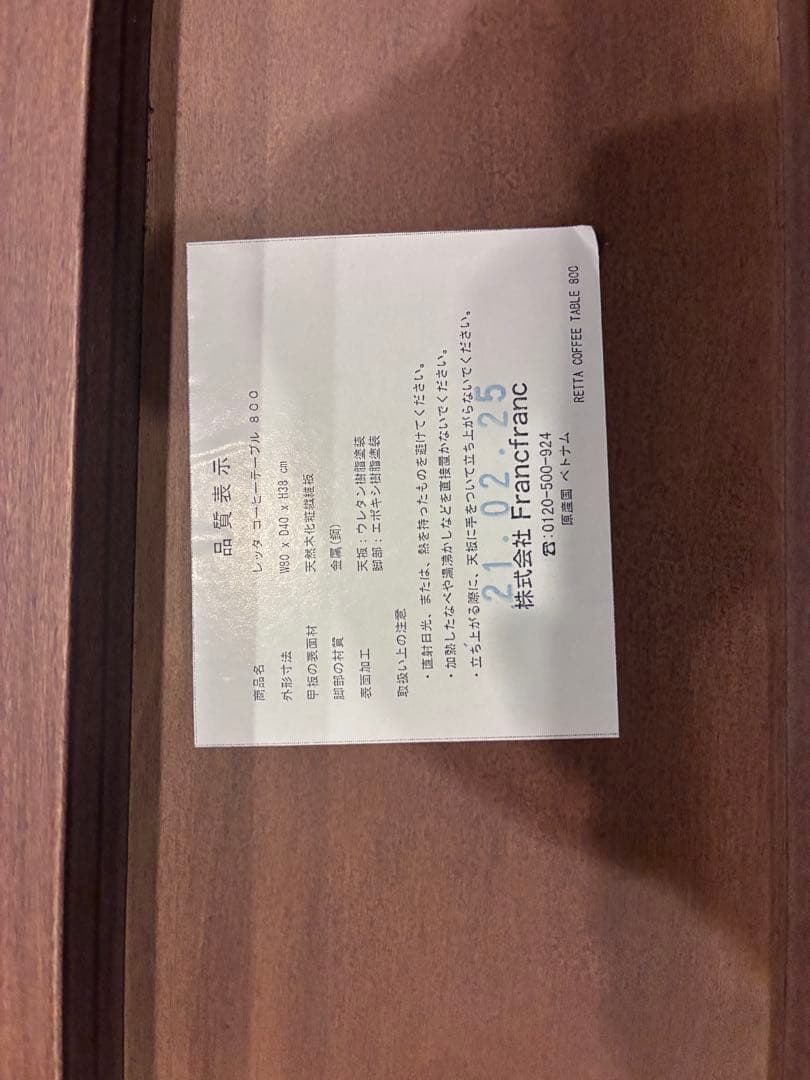 品質表示
商品名 レッタ コーヒーテーブル ８００
外形寸法 W80 x D40 x H38 cm
甲板の表面材 天然木化粧繊維板
脚部の材質 金属(鋼)
表面加工 天板：ウレタン樹脂塗装
脚部：エポキシ樹脂塗装
取扱い上の注意
・直射日光、または、熱を持ったものを避けてください。
・加熱したなべや湯沸かしなどを直接置かないでください。
・立ち上がる際に、天板に手をついて立ち上がらないでください。
21.02.25
株式会社 Francfranc
☎:0120-500-924
原産国 ベトナム
RETTA COFFEE TABLE 800